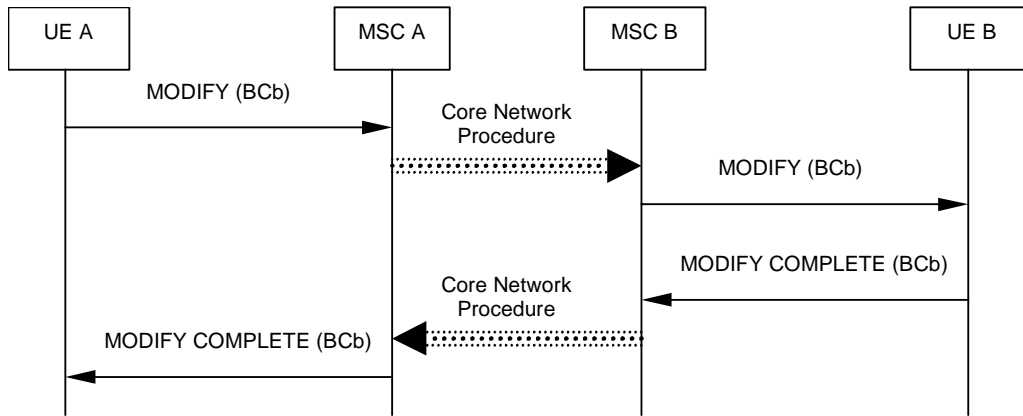 UE A
MSC A
MSC B
UE B
MODIFY (BCb)
Core Network
Procedure
MODIFY (BCb)
MODIFY COMPLETE (BCb)
Core Network
Procedure
MODIFY COMPLETE (BCb)